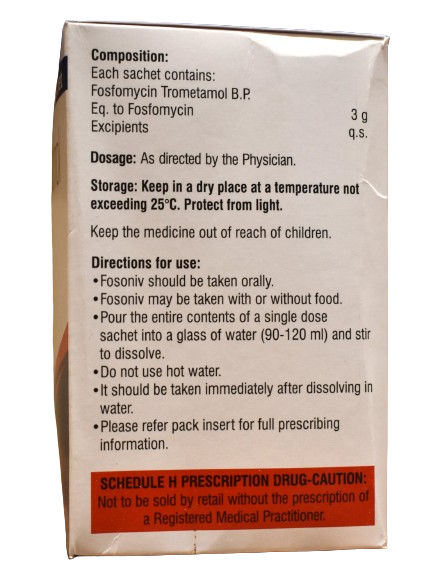 Composition:
Each sachet contains:
Fosfomycin Trometamol B.P.
Eq. to Fosfomycin 3 g
Excipients q.s.
Dosage: As directed by the Physician.
Storage: Keep in a dry place at a temperature not
exceeding 25°C. Protect from light.
Keep the medicine out of reach of children.
Directions for use:
•Fosoniv should be taken orally.
•Fosoniv may be taken with or without food.
•Pour the entire contents of a single dose
sachet into a glass of water (90-120 ml) and stir
to dissolve.
•Do not use hot water.
•It should be taken immediately after dissolving in
water.
•Please refer pack insert for full prescribing
information.
SCHEDULE H PRESCRIPTION DRUG-CAUTION:
Not to be sold by retail without the prescription of
a Registered Medical Practitioner.